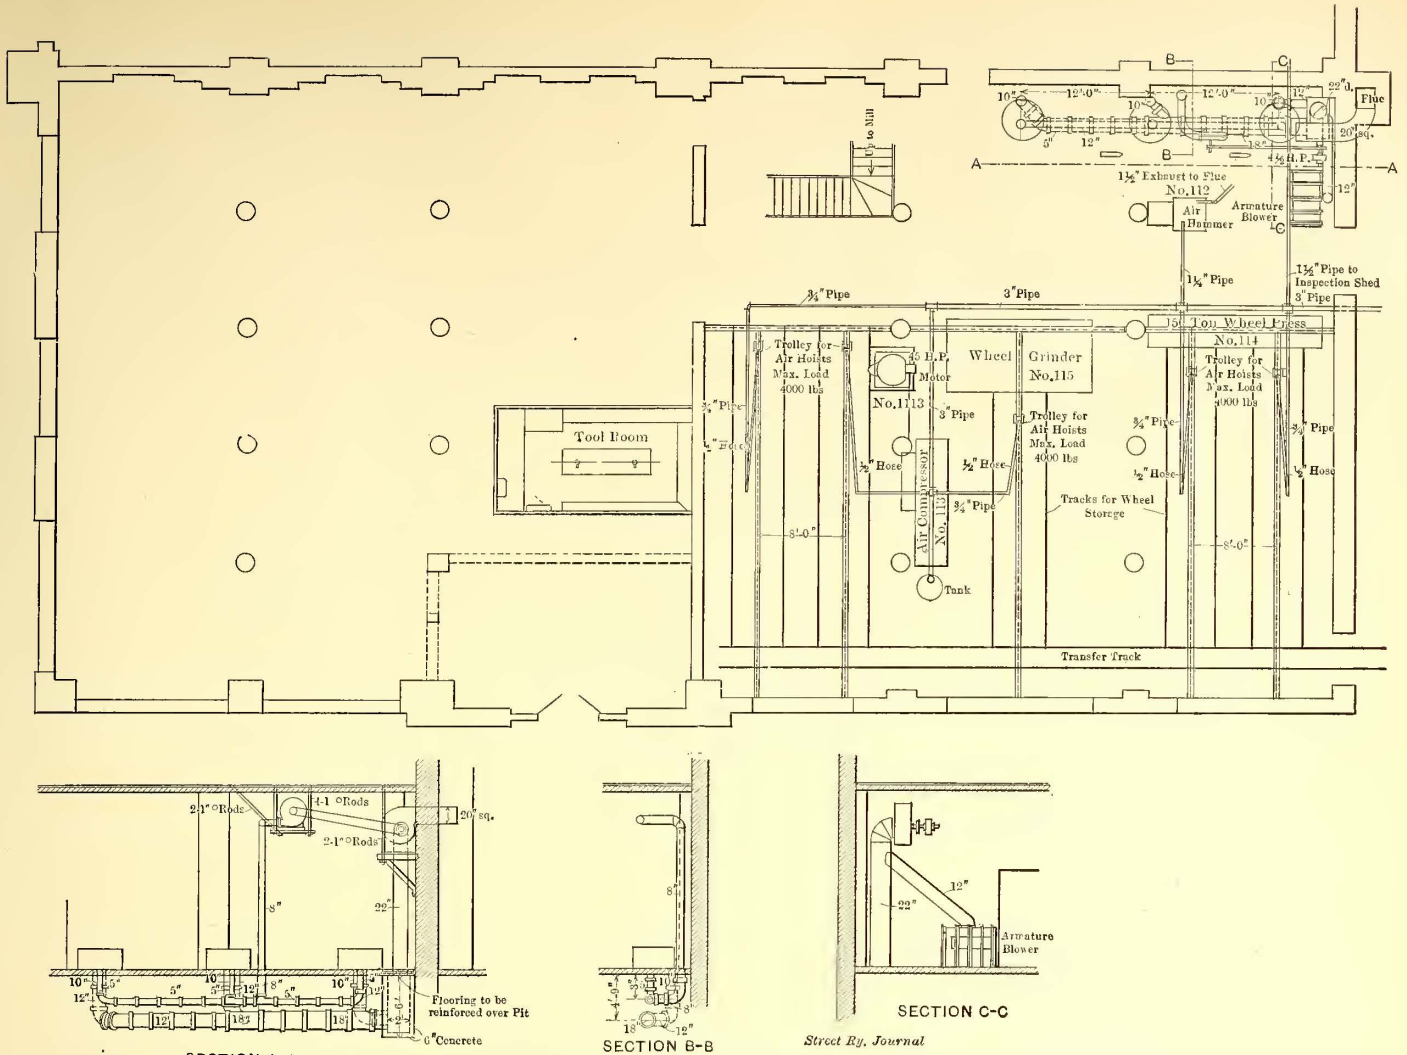 B
C
10"
12'-0"
10"
12'-0"
10"
12"
22"d.
Flue
5"
12"
B
18"
20" sq.
A
4½ H.P.
A
1½" Exhaust to Flue
No.112
12"
Air
Hammer
Armature
Blower
C
Up to Mill
1¼" Pipe
1½" Pipe to
Inspection Shed
¾" Pipe
3" Pipe
3" Pipe
150 Ton Wheel Press
No.114
Trolley for
Air Hoists
Max. Load
4000 lbs
45 H.P.
Motor
No.1113
Wheel Grinder
No.115
Trolley for
Air Hoists
Max. Load
4000 lbs
¾" Pipe
3" Pipe
Trolley for
Air Hoists
Max. Load
4000 lbs
¾" Pipe
¾" Pipe
Tool Room
½" Hose
½" Hose
½" Hose
½" Hose
¾" Pipe
Air Compressor
No. 113
Tracks for Wheel
Storage
8'-0"
8'-0"
Tank
Transfer Track
2-1" Rods
4-1 Rods
20" sq.
2-1" Rods
8"
22"
10"
5"
10"
5"
8"
10"
12"
12"
5"
12"
5"
12"
18"
18"
2'-6"
2'
Flooring to be
reinforced over Pit
6" Concrete
8"
4'-9"
3'
5"
10"
8"
18"
12"
SECTION B-B
12"
22"
Armature
Blower
SECTION C-C
Street Ry. Journal